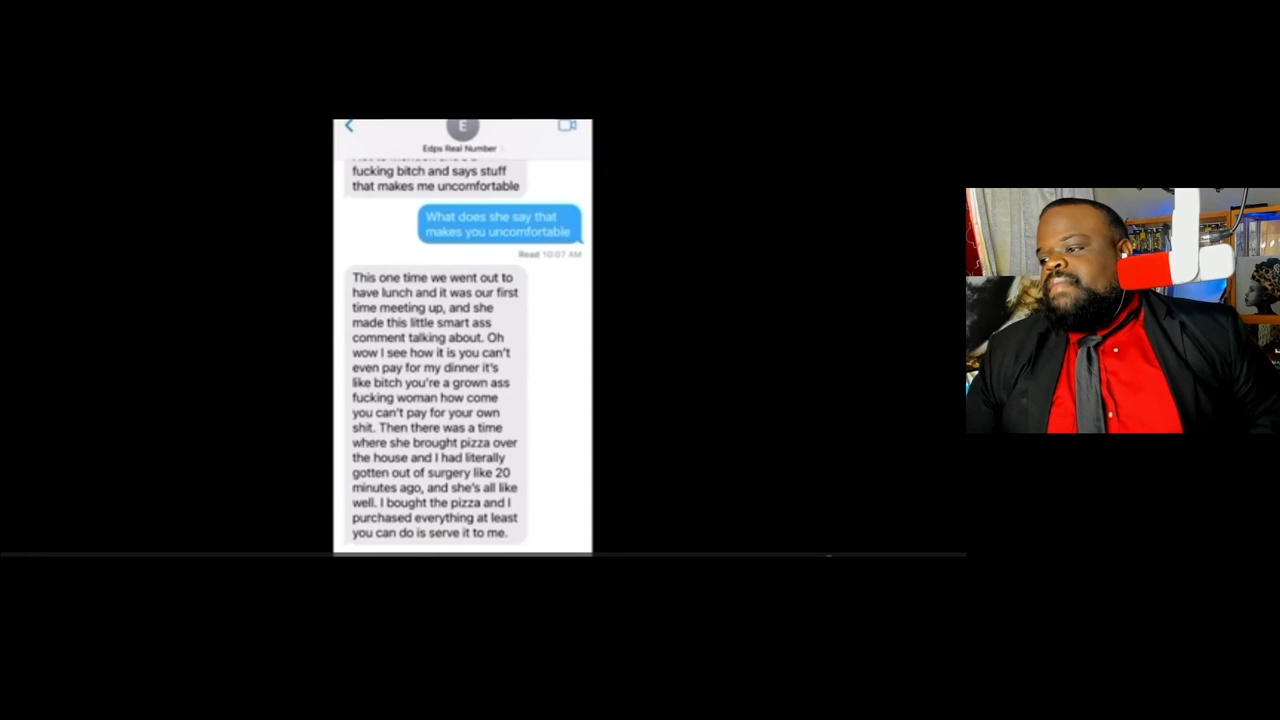 E
Edps Real Number
fucking bitch and says stuff
that makes me uncomfortable
What does she say that
makes you uncomfortable
Read 10:07 AM
This one time we went out to
have lunch and it was our first
time meeting up, and she
made this little smart ass
comment talking about. Oh
wow I see how it is you can't
even pay for my dinner it's
like bitch you're a grown ass
fucking woman how come
you can't pay for your own
shit. Then there was a time
where she brought pizza over
the house and I had literally
gotten out of surgery like 20
minutes ago, and she's all like
well. I bought the pizza and I
purchased everything at least
you can do is serve it to me.